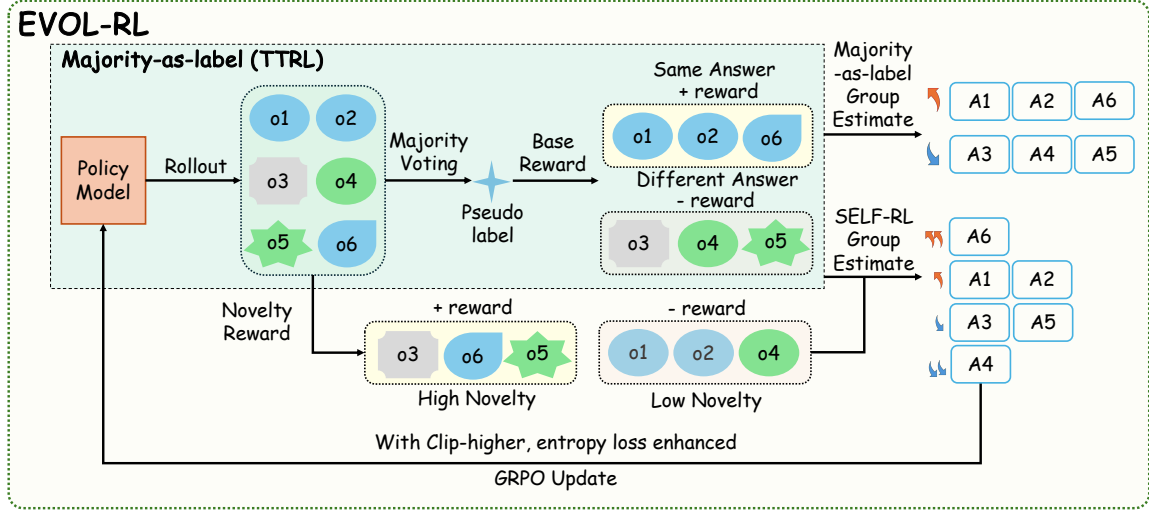 EVOL-RL
Majority-as-label (TTRL)
Policy
Model
Rollout
o1
o2
o3
o4
o5
o6
Majority
Voting
Pseudo
label
Base
Reward
Same Answer
+ reward
o1
o2
o6
Different Answer
- reward
o3
o4
o5
Majority
-as-label
Group
Estimate
A1
A2
A6
A3
A4
A5
SELF-RL
Group
Estimate
A6
A1
A2
A3
A5
A4
Novelty
Reward
+ reward
o3
o6
o5
High Novelty
- reward
o1
o2
o4
Low Novelty
With Clip-higher, entropy loss enhanced
GRPO Update